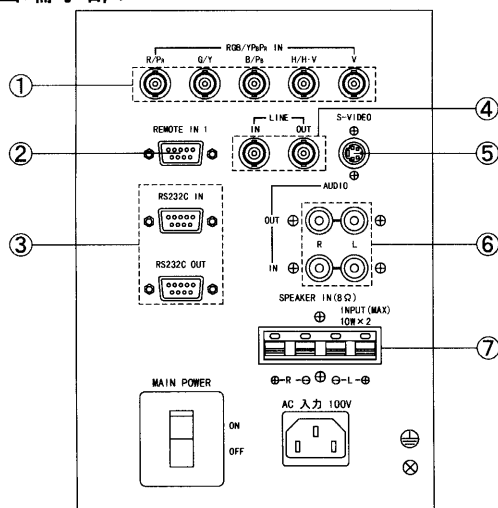 RGB/YPBPR IN
R/PR G/Y B/PB H/H·V V
①
④
LINE
S-VIDEO
REMOTE IN 1
IN OUT
②
⑤
AUDIO
RS232C IN
OUT
③
R L
⑥
IN
RS232C OUT
SPEAKER IN(8Ω)
INPUT(MAX)
10W×2
⑦
⊕-R-⊖ ⊖-L-⊕
MAIN POWER
AC 入力 100V
ON
OFF